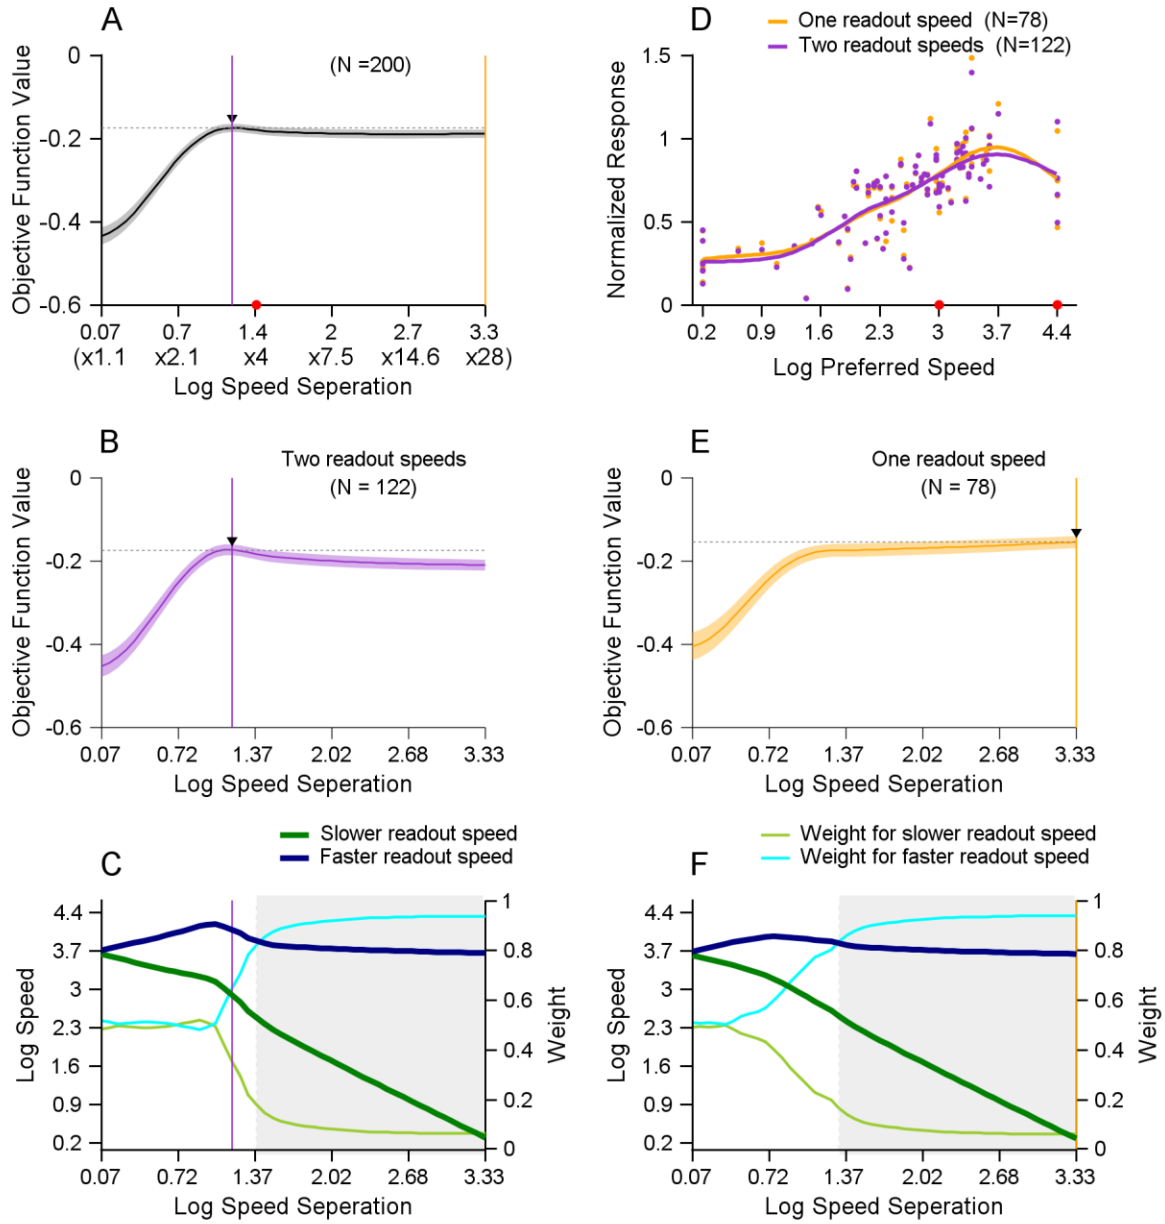 A
Objective Function Value
0
-0.2
-0.4
-0.6
(N =200)
0.07 0.7 1.4 2 2.7 3.3
(x1.1 x2.1 x4 x7.5 x14.6 x28)
Log Speed Seperation
D
One readout speed (N=78)
Two readout speeds (N=122)
Normalized Response
1.5
1
0.5
0
0.2 0.9 1.6 2.3 3 3.7 4.4
Log Preferred Speed
B
Two readout speeds
(N = 122)
Objective Function Value
0
-0.2
-0.4
-0.6
0.07 0.72 1.37 2.02 2.68 3.33
Log Speed Seperation
E
One readout speed
(N = 78)
Objective Function Value
0
-0.2
-0.4
-0.6
0.07 0.72 1.37 2.02 2.68 3.33
Log Speed Seperation
C
Slower readout speed
Faster readout speed
Log Speed
4.4
3.7
3
2.3
1.6
0.9
0.2
1
0.8
0.6
0.4
0.2
0
Weight
0.07 0.72 1.37 2.02 2.68 3.33
Log Speed Seperation
F
Weight for slower readout speed
Weight for faster readout speed
Log Speed
4.4
3.7
3
2.3
1.6
0.9
0.2
1
0.8
0.6
0.4
0.2
0
Weight
0.07 0.72 1.37 2.02 2.68 3.33
Log Speed Seperation